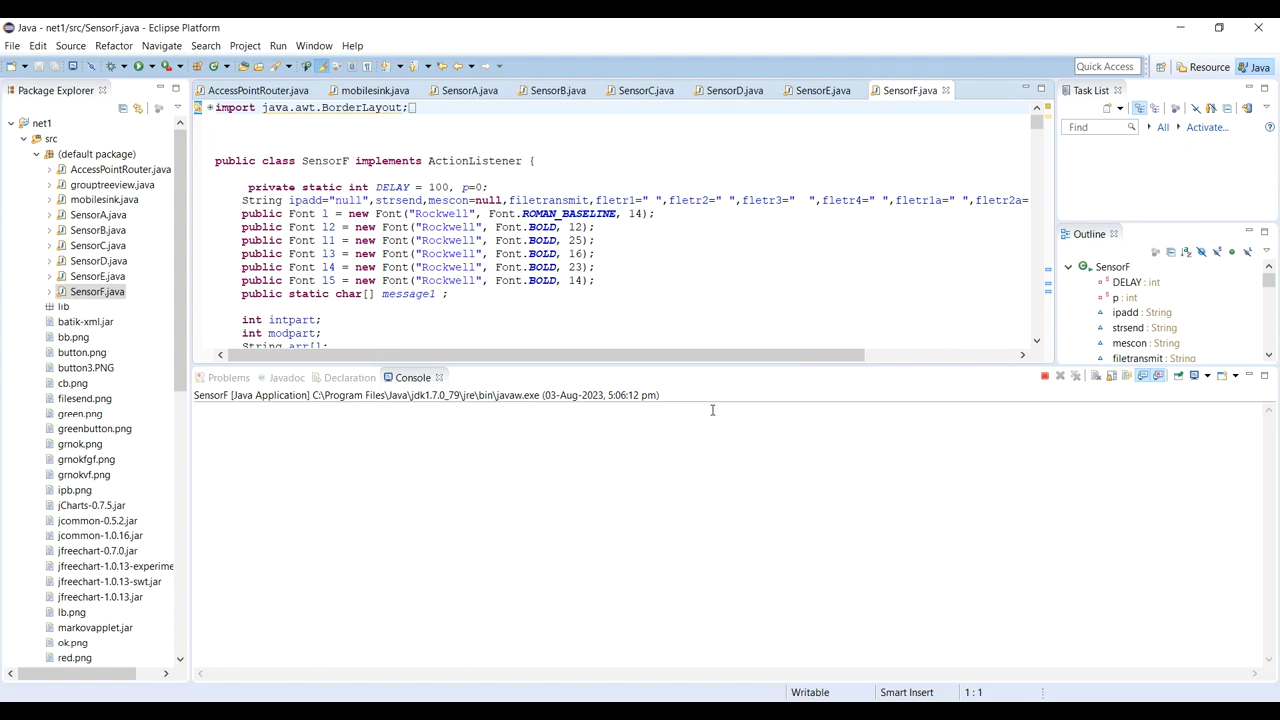 Java - net1/src/SensorF.java - Eclipse Platform
File Edit Source Refactor Navigate Search Project Run Window Help
Quick Access Resource Java
Package Explorer
net1
src
(default package)
AccessPointRouter.java
grouptreeview.java
mobilesink.java
SensorA.java
SensorB.java
SensorC.java
SensorD.java
SensorE.java
SensorF.java
lib
batik-xml.jar
bb.png
button.png
button3.PNG
cb.png
filesend.png
green.png
greenbutton.png
grnok.png
grnokfgf.png
grnokvf.png
ipb.png
jCharts-0.7.5.jar
jcommon-0.5.2.jar
jcommon-1.0.16.jar
jfreechart-0.7.0.jar
jfreechart-1.0.13-experime
jfreechart-1.0.13-swt.jar
jfreechart-1.0.13.jar
lb.png
markovapplet.jar
ok.png
red.png
AccessPointRouter.java mobilesink.java SensorA.java SensorB.java SensorC.java SensorD.java SensorE.java SensorF.java
import java.awt.BorderLayout;
public class SensorF implements ActionListener {
private static int DELAY = 100, p=0;
String ipadd="null",strsend,mescon=null,filetransmit,fletr1=" ",fletr2=" ",fletr3=" ",fletr4=" ",fletr1a=" ",fletr2a=
public Font l = new Font("Rockwell", Font.ROMAN_BASELINE, 14);
public Font l2 = new Font("Rockwell", Font.BOLD, 12);
public Font l1 = new Font("Rockwell", Font.BOLD, 25);
public Font l3 = new Font("Rockwell", Font.BOLD, 16);
public Font l4 = new Font("Rockwell", Font.BOLD, 23);
public Font l5 = new Font("Rockwell", Font.BOLD, 14);
public static char[] message1 ;
int intpart;
int modpart;
String arr[];
Task List
Find All Activate...
Outline
SensorF
DELAY : int
p : int
ipadd : String
strsend : String
mescon : String
filetransmit : String
Problems Javadoc Declaration Console
SensorF [Java Application] C:\Program Files\Java\jdk1.7.0_79\jre\bin\javaw.exe (03-Aug-2023, 5:06:12 pm)
Writable Smart Insert 1 : 1